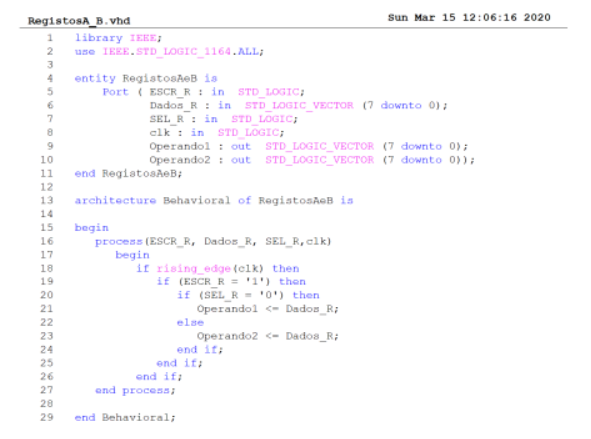 RegistosA_B.vhd Sun Mar 15 12:06:16 2020
1 library IEEE;
2 use IEEE.STD_LOGIC_1164.ALL;
3
4 entity RegistosAeB is
5 Port ( ESCR_R : in STD_LOGIC;
6 Dados_R : in STD_LOGIC_VECTOR (7 downto 0);
7 SEL_R : in STD_LOGIC;
8 clk : in STD_LOGIC;
9 Operando1 : out STD_LOGIC_VECTOR (7 downto 0);
10 Operando2 : out STD_LOGIC_VECTOR (7 downto 0));
11 end RegistosAeB;
12
13 architecture Behavioral of RegistosAeB is
14
15 begin
16 process(ESCR_R, Dados_R, SEL_R,clk)
17 begin
18 if rising_edge(clk) then
19 if (ESCR_R = '1') then
20 if (SEL_R = '0') then
21 Operando1 <= Dados_R;
22 else
23 Operando2 <= Dados_R;
24 end if;
25 end if;
26 end if;
27 end process;
28
29 end Behavioral;